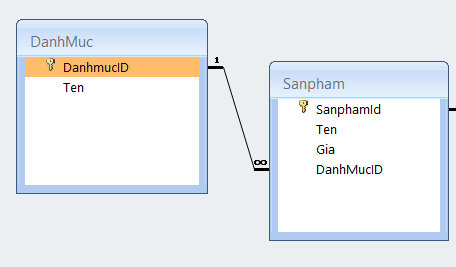 DanhMuc
DanhmucID
Ten
1
∞
Sanpham
SanphamId
Ten
Gia
DanhMucID